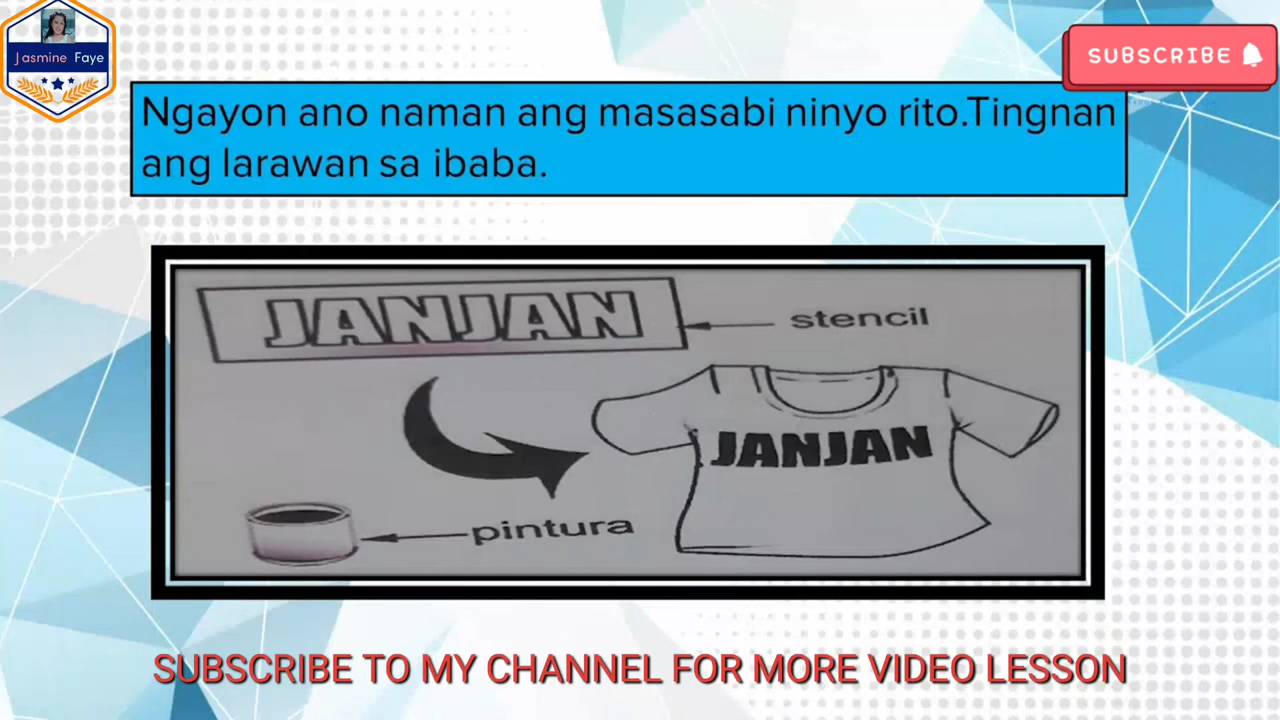 Jasmine Faye
SUBSCRIBE
Ngayon ano naman ang masasabi ninyo rito.Tingnan
ang larawan sa ibaba.
JANJAN
stencil
JANJAN
pintura
SUBSCRIBE TO MY CHANNEL FOR MORE VIDEO LESSON